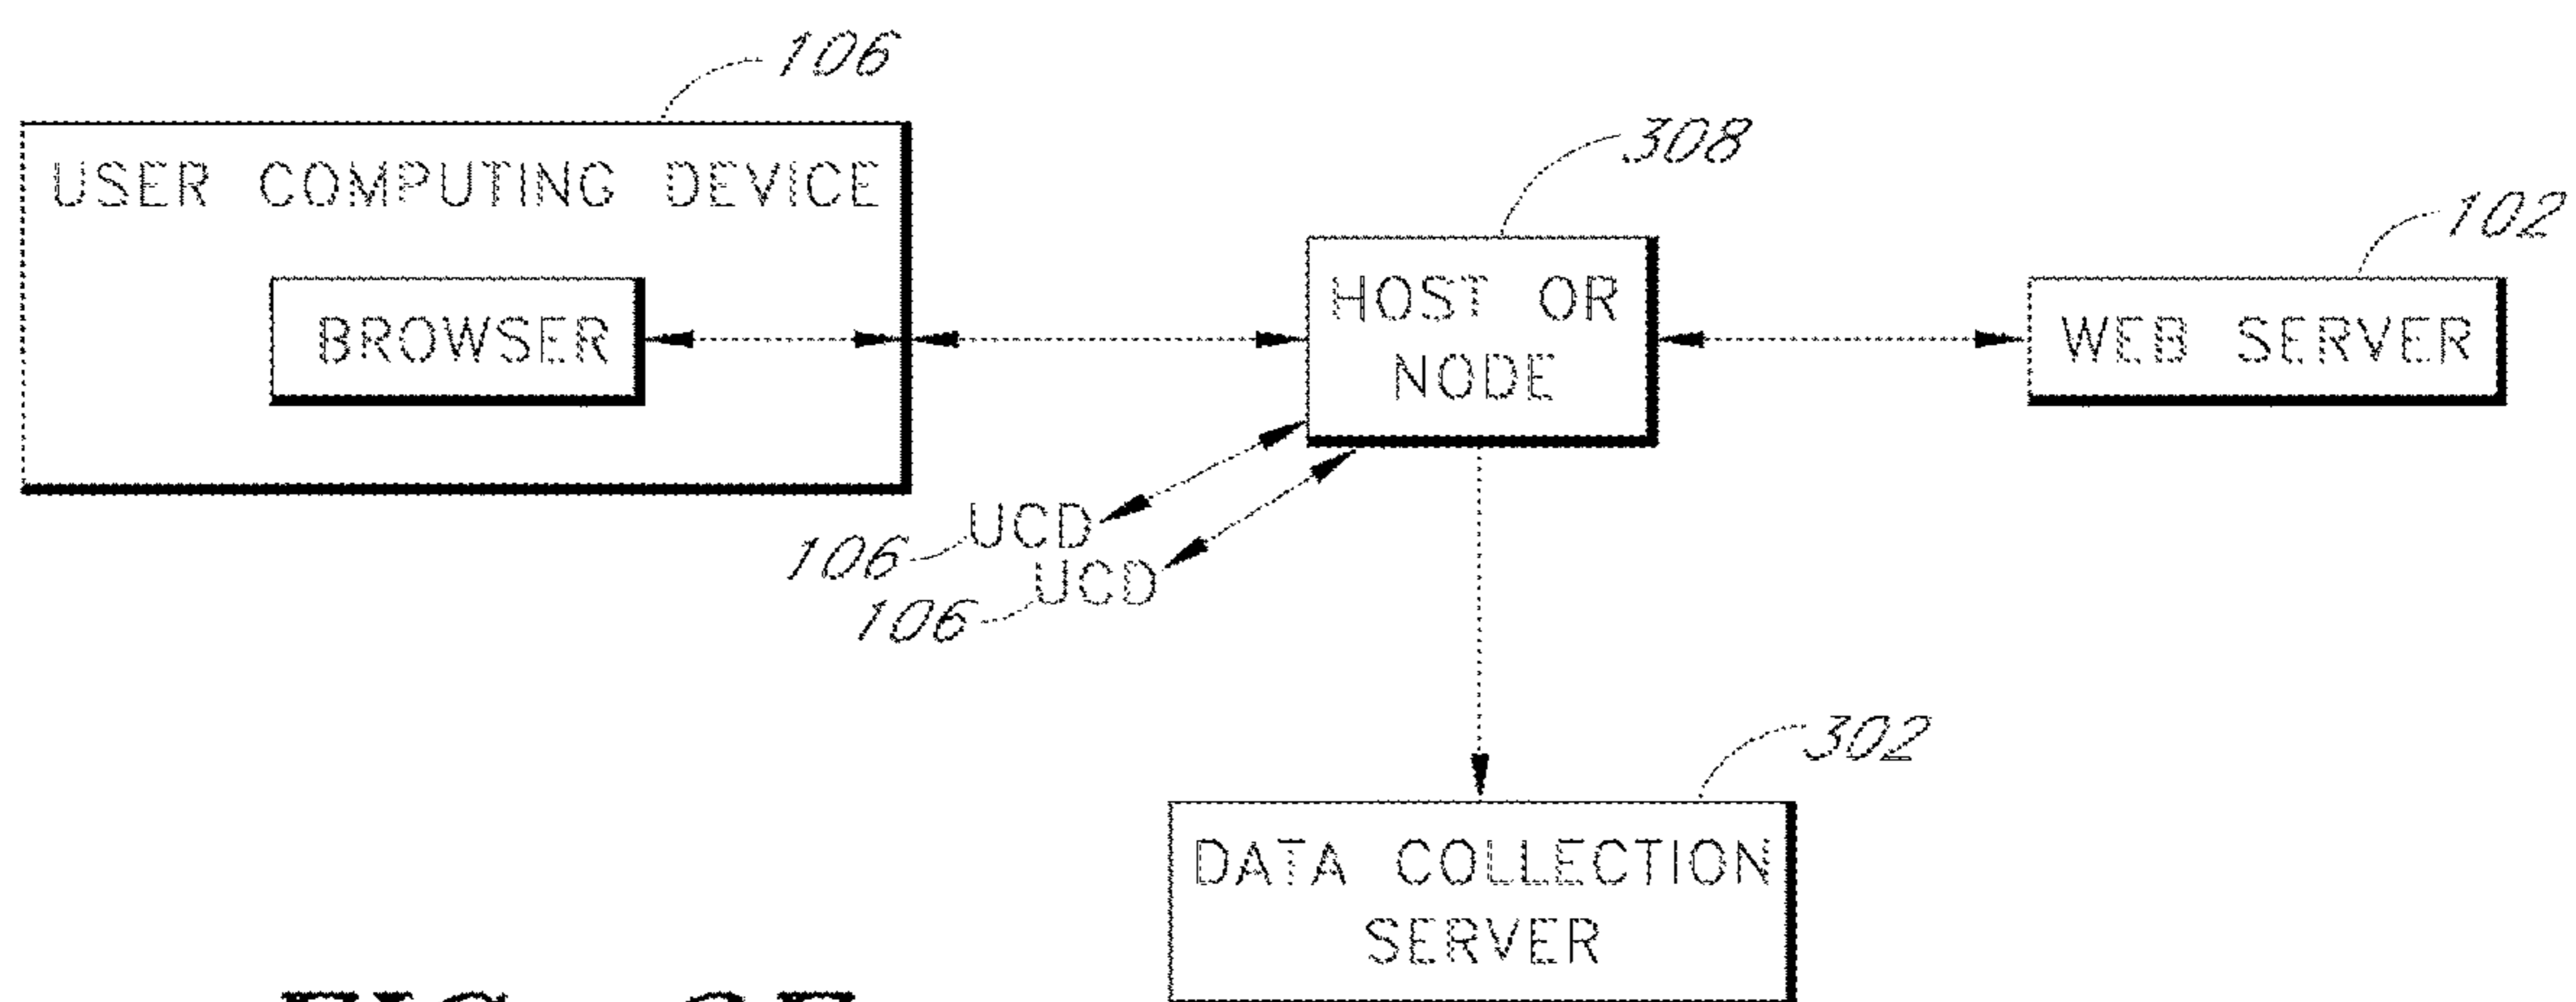 106
308
USER COMPUTING DEVICE
102
HOST OR
NODE
BROWSER
WEB SERVER
106 UCD
106 UCD
302
DATA COLLECTION
SERVER